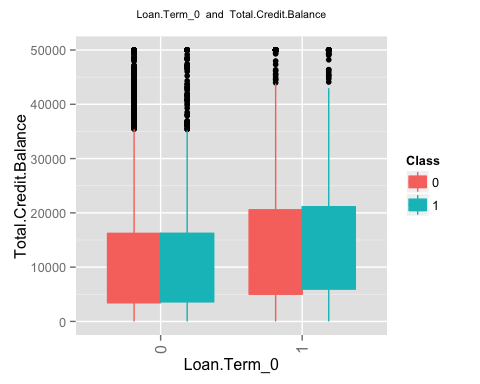 Loan.Term_0 and Total.Credit.Balance
50000
40000
30000
20000
10000
0
Total.Credit.Balance
0
1
Loan.Term_0
Class
0
1